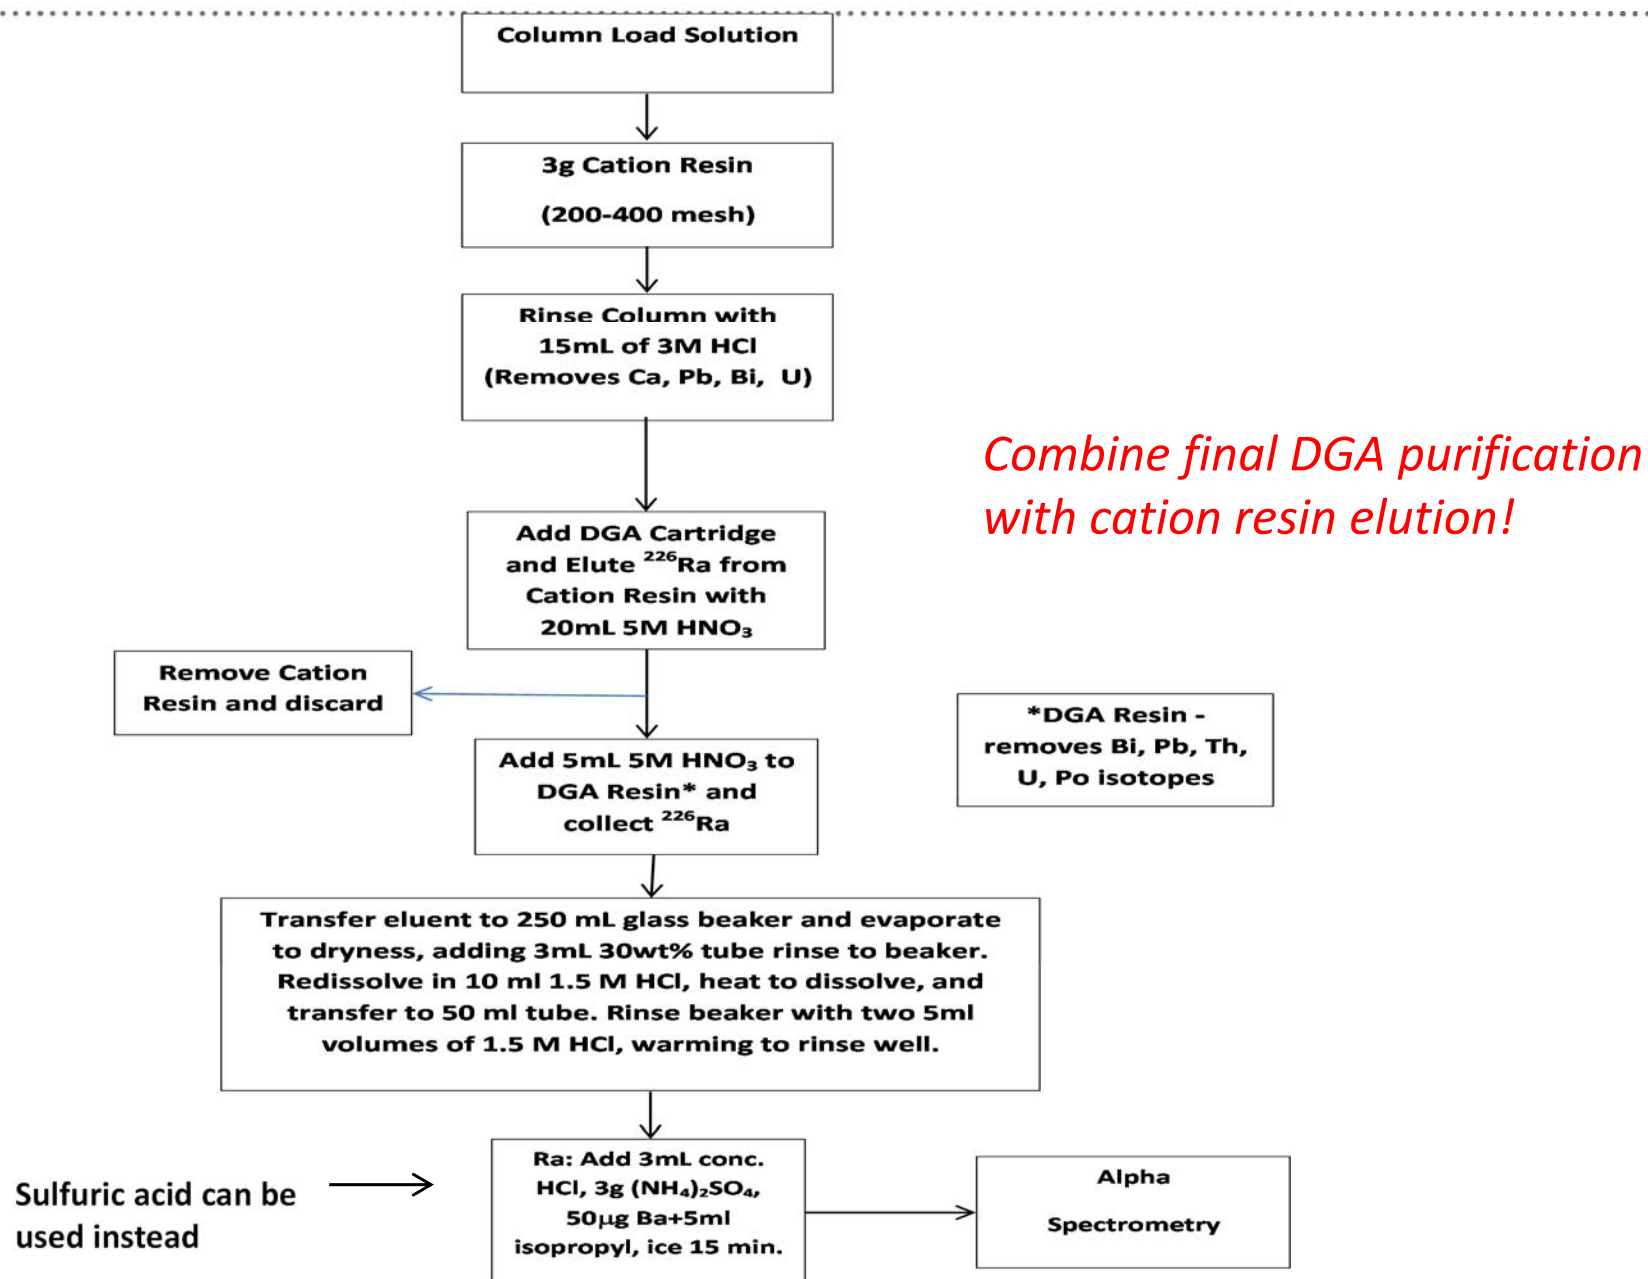 Column Load Solution
3g Cation Resin
(200-400 mesh)
Rinse Column with
15mL of 3M HCl
(Removes Ca, Pb, Bi, U)
Combine final DGA purification
with cation resin elution!
Add DGA Cartridge
and Elute ²²⁶Ra from
Cation Resin with
20mL 5M HNO₃
Remove Cation
Resin and discard
*DGA Resin -
removes Bi, Pb, Th,
U, Po isotopes
Add 5mL 5M HNO₃ to
DGA Resin* and
collect ²²⁶Ra
Transfer eluent to 250 mL glass beaker and evaporate
to dryness, adding 3mL 30wt% tube rinse to beaker.
Redissolve in 10 ml 1.5 M HCl, heat to dissolve, and
transfer to 50 ml tube. Rinse beaker with two 5ml
volumes of 1.5 M HCl, warming to rinse well.
Sulfuric acid can be
used instead
Ra: Add 3mL conc.
HCl, 3g (NH₄)₂SO₄,
50µg Ba+5ml
isopropyl, ice 15 min.
Alpha
Spectrometry